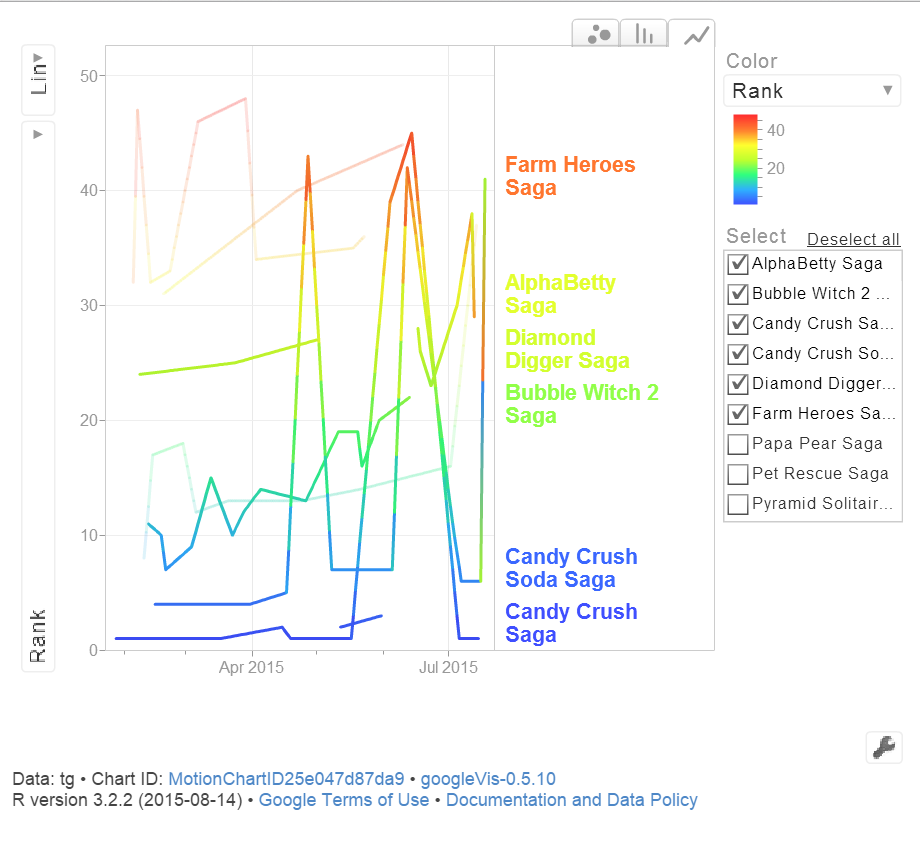 Lin
Rank
50
40
30
20
10
0
Apr 2015
Jul 2015
Farm Heroes
Saga
AlphaBetty
Saga
Diamond
Digger Saga
Bubble Witch 2
Saga
Candy Crush
Soda Saga
Candy Crush
Saga
Color
Rank
40
20
Select Deselect all
AlphaBetty Saga
Bubble Witch 2 ...
Candy Crush Sa...
Candy Crush So...
Diamond Digger...
Farm Heroes Sa...
Papa Pear Saga
Pet Rescue Saga
Pyramid Solitair...
Data: tg • Chart ID: MotionChartID25e047d87da9 • googleVis-0.5.10
R version 3.2.2 (2015-08-14) • Google Terms of Use • Documentation and Data Policy